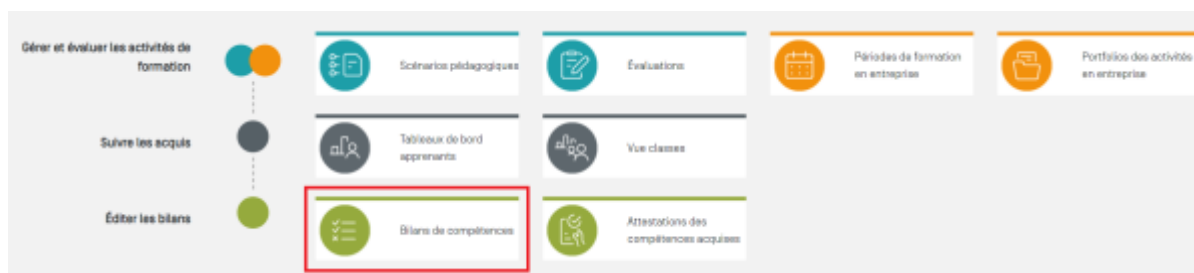 Gérer et évaluer les activités de
formation
Scénarios pédagogiques
Évaluations
Périodes de formation
en entreprise
Portfolios des activités
en entreprise
Suivre les acquis
Tableaux de bord
apprenants
Vue classes
Éditer les bilans
Bilans de compétences
Attestations des
compétences acquises